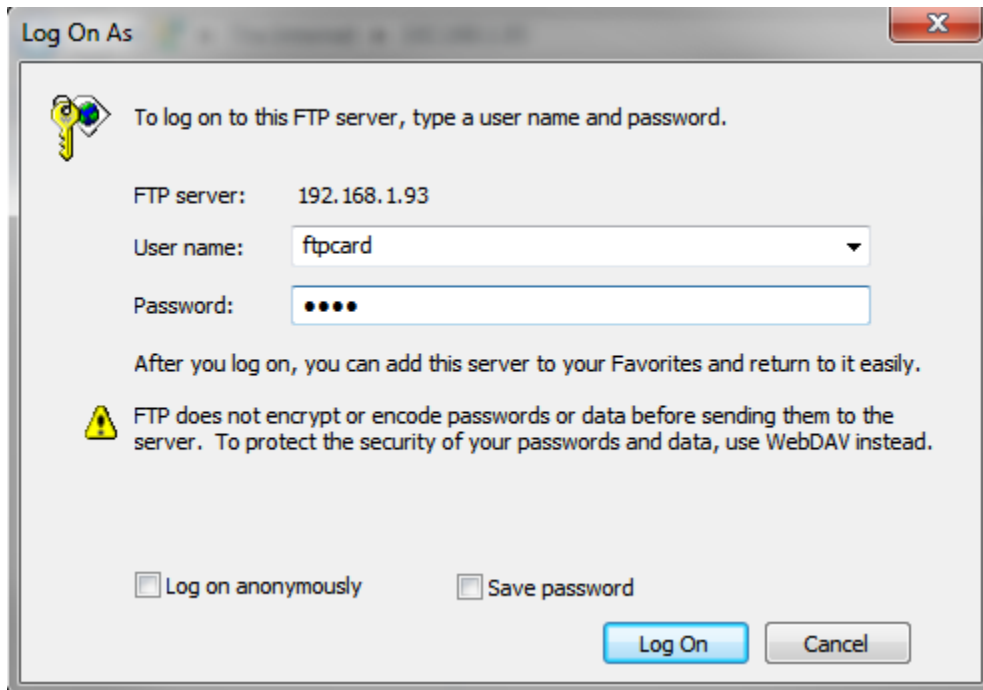 Log On As
To log on to this FTP server, type a user name and password.
FTP server: 192.168.1.93
User name: ftpcard
Password: ●●●●
After you log on, you can add this server to your Favorites and return to it easily.
FTP does not encrypt or encode passwords or data before sending them to the
server.  To protect the security of your passwords and data, use WebDAV instead.
Log on anonymously Save password
Log On Cancel